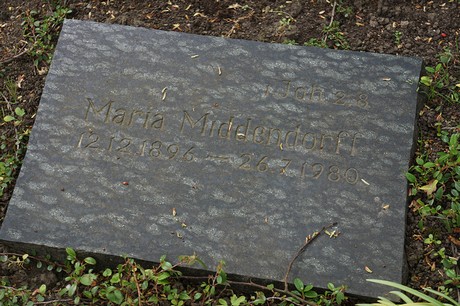 Joh 2.8
Maria Middendorff
12.12.1896 – 26.7.1980